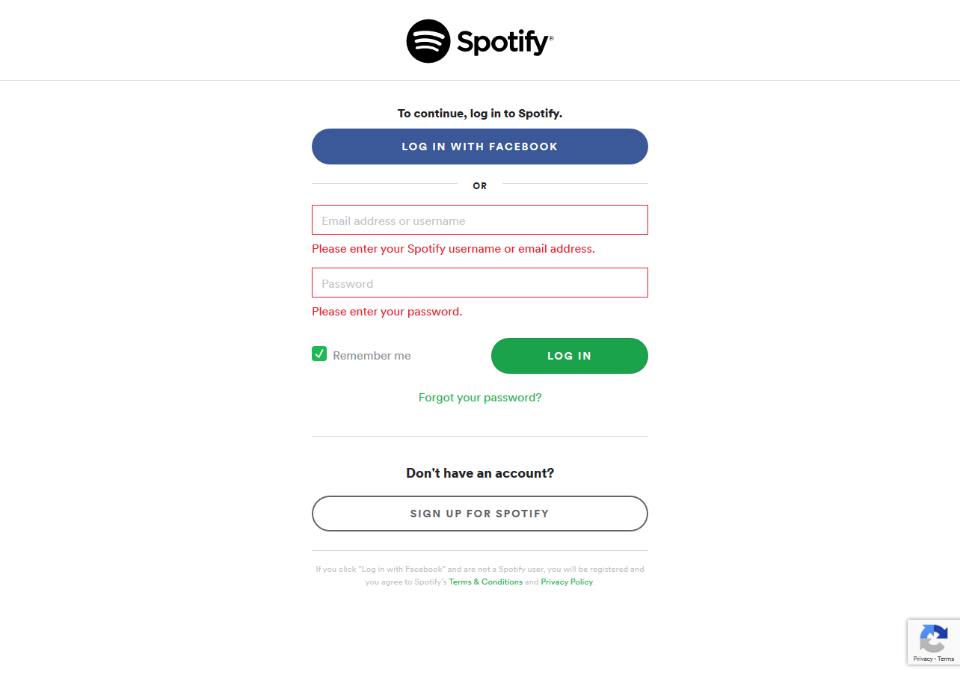 Spotify®
To continue, log in to Spotify.
LOG IN WITH FACEBOOK
OR
Email address or username
Please enter your Spotify username or email address.
Password
Please enter your password.
Remember me
LOG IN
Forgot your password?
Don't have an account?
SIGN UP FOR SPOTIFY
If you click "Log in with Facebook" and are not a Spotify user, you will be registered and
you agree to Spotify's Terms & Conditions and Privacy Policy
Privacy - Terms